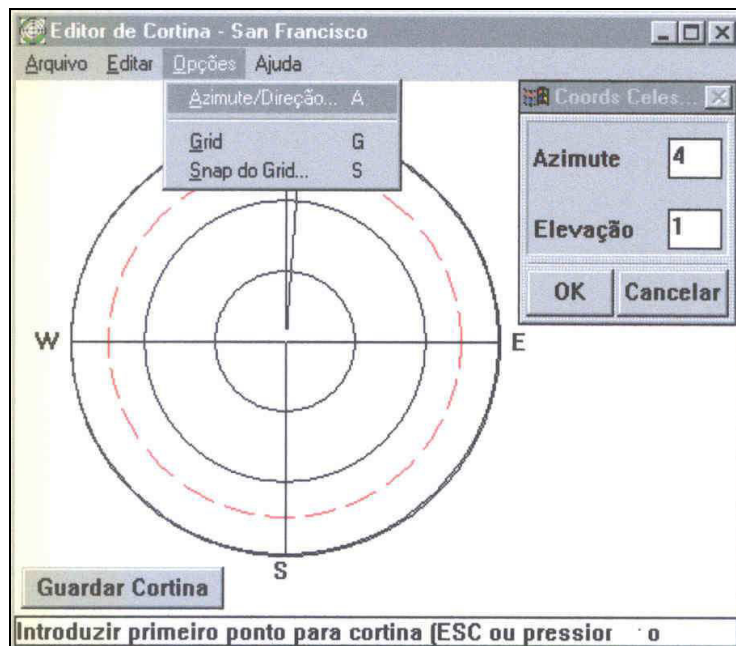 Editor de Cortina - San Francisco
Arquivo Editar Opções Ajuda
Azimute/Direção... A
Grid G
Snap do Grid... S
Coords Celes...
Azimute 4
Elevação 1
OK Cancelar
W
E
S
Guardar Cortina
Introduzir primeiro ponto para cortina (ESC ou pression o